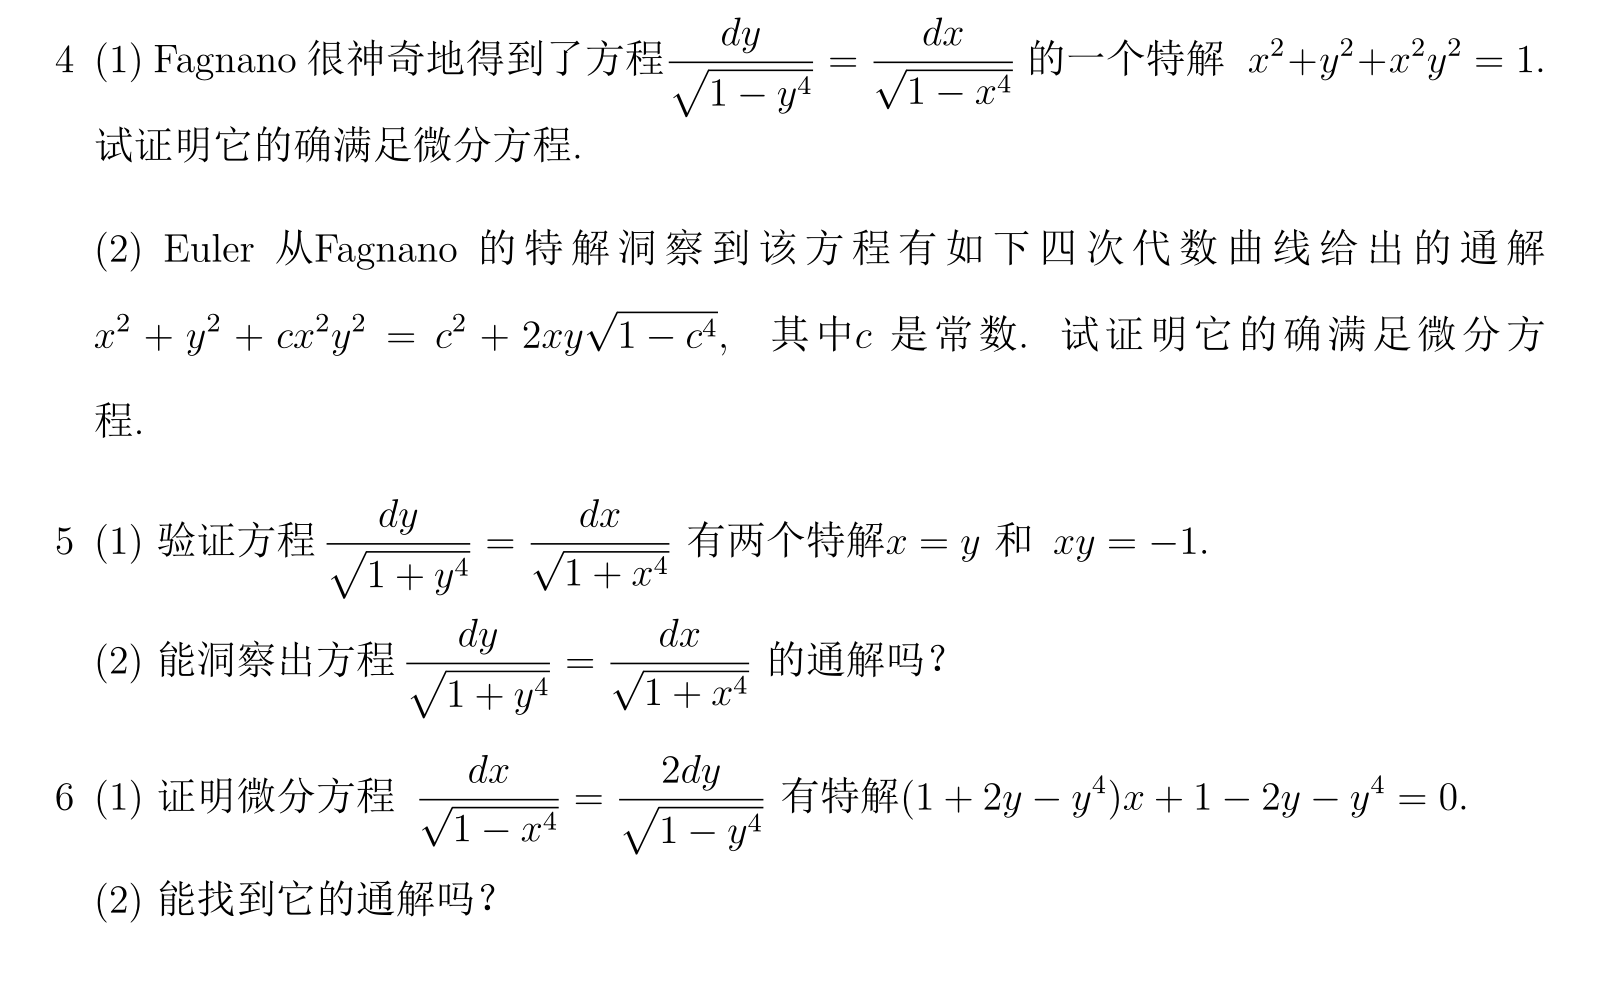 4 (1) Fagnano 很神奇地得到了方程 $\frac{dy}{\sqrt{1-y^4}} = \frac{dx}{\sqrt{1-x^4}}$ 的一个特解 $x^2+y^2+x^2y^2 = 1.$
试证明它的确满足微分方程.
(2) Euler 从Fagnano 的特解洞察到该方程有如下四次代数曲线给出的通解
$x^2 + y^2 + cx^2y^2 = c^2 + 2xy\sqrt{1-c^4},$ 其中$c$ 是常数. 试证明它的确满足微分方
程.
5 (1) 验证方程 $\frac{dy}{\sqrt{1+y^4}} = \frac{dx}{\sqrt{1+x^4}}$ 有两个特解$x = y$ 和 $xy = -1.$
(2) 能洞察出方程 $\frac{dy}{\sqrt{1+y^4}} = \frac{dx}{\sqrt{1+x^4}}$ 的通解吗?
6 (1) 证明微分方程 $\frac{dx}{\sqrt{1-x^4}} = \frac{2dy}{\sqrt{1-y^4}}$ 有特解$(1 + 2y - y^4)x + 1 - 2y - y^4 = 0.$
(2) 能找到它的通解吗?